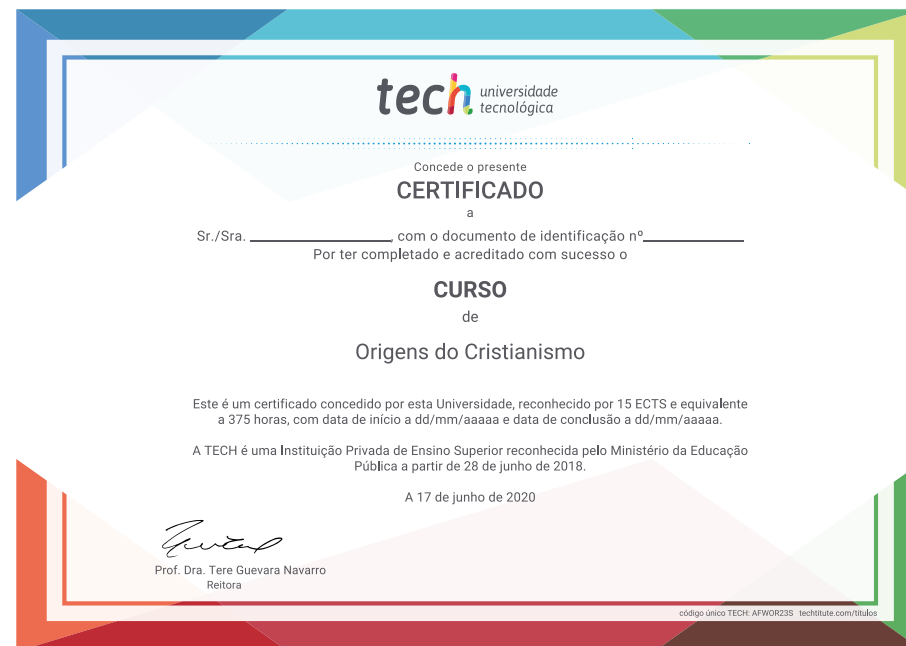 tech universidade
tecnológica
Concede o presente
CERTIFICADO
a
Sr./Sra. ________________, com o documento de identificação nº____________
Por ter completado e acreditado com sucesso o
CURSO
de
Origens do Cristianismo
Este é um certificado concedido por esta Universidade, reconhecido por 15 ECTS e equivalente
a 375 horas, com data de início a dd/mm/aaaaa e data de conclusão a dd/mm/aaaaa.
A TECH é uma Instituição Privada de Ensino Superior reconhecida pelo Ministério da Educação
Pública a partir de 28 de junho de 2018.
A 17 de junho de 2020
Prof. Dra. Tere Guevara Navarro
Reitora
código único TECH: AFWOR23S techtitute.com/titulos